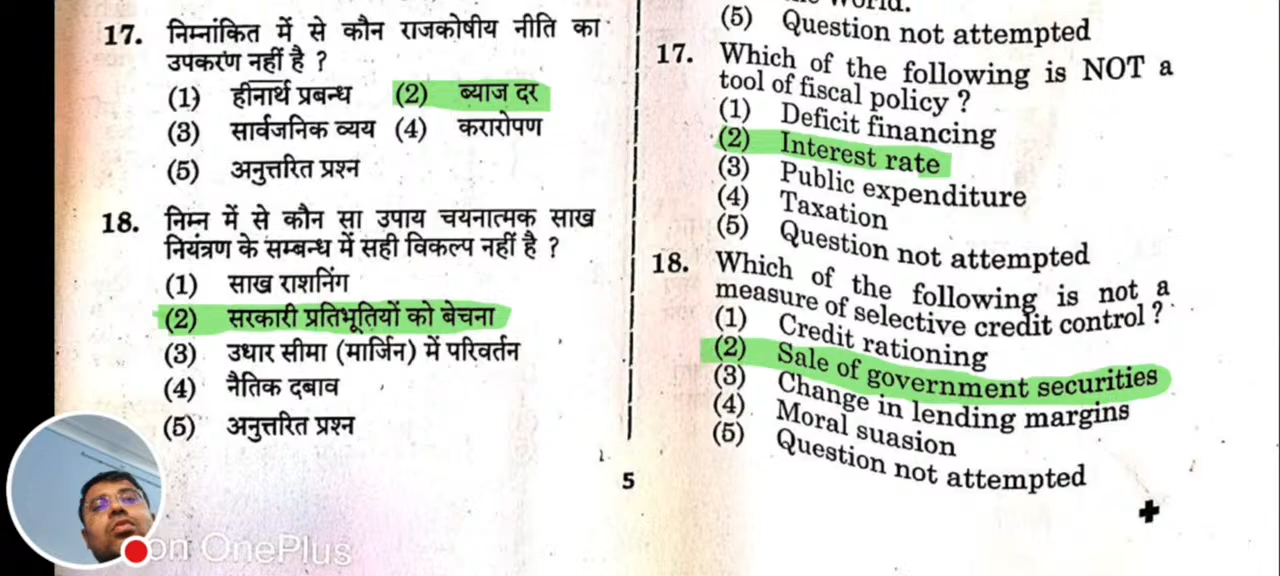 17. निम्नांकित में से कौन राजकोषीय नीति का
उपकरण नहीं है ?
(1) हीनार्थ प्रबन्ध (2) ब्याज दर
(3) सार्वजनिक व्यय (4) करारोपण
(5) अनुत्तरित प्रश्न
18. निम्न में से कौन सा उपाय चयनात्मक साख
नियंत्रण के सम्बन्ध में सही विकल्प नहीं है ?
(1) साख राशनिंग
(2) सरकारी प्रतिभूतियों को बेचना
(3) उधार सीमा (मार्जिन) में परिवर्तन
(4) नैतिक दबाव
(5) अनुत्तरित प्रश्न
World.
(5) Question not attempted
17. Which of the following is NOT a
tool of fiscal policy ?
(1) Deficit financing
(2) Interest rate
(3) Public expenditure
(4) Taxation
(5) Question not attempted
18. Which of the following is not a
measure of selective credit control ?
(1) Credit rationing
(2) Sale of government securities
(3) Change in lending margins
(4) Moral suasion
(5) Question not attempted
5
on OnePlus